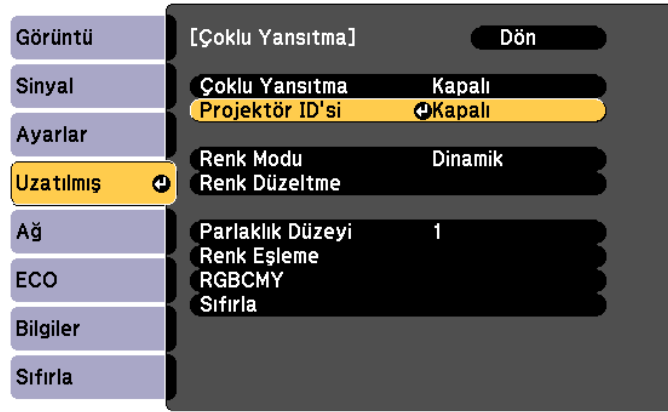 Görüntü
Sinyal
Ayarlar
Uzatılmış
Ağ
ECO
Bilgiler
Sıfırla
[Çoklu Yansıtma] Dön
Çoklu Yansıtma Kapalı
Projektör ID'si Kapalı
Renk Modu Dinamik
Renk Düzeltme
Parlaklık Düzeyi 1
Renk Eşleme
RGBCMY
Sıfırla